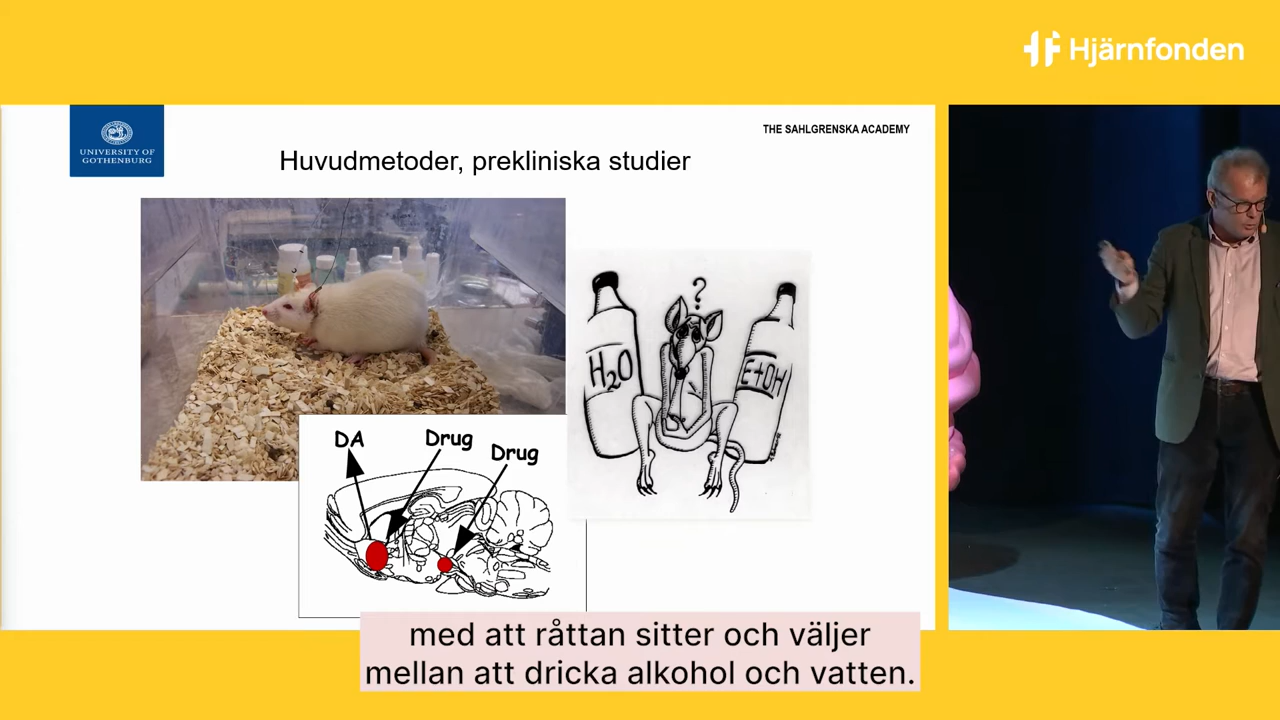 Hjärnfonden
UNIVERSITY OF
GOTHENBURG
THE SAHLGRENSKA ACADEMY
Huvudmetoder, prekliniska studier
?
H2O
EtOH
DA
Drug
Drug
med att råttan sitter och väljer
mellan att dricka alkohol och vatten.